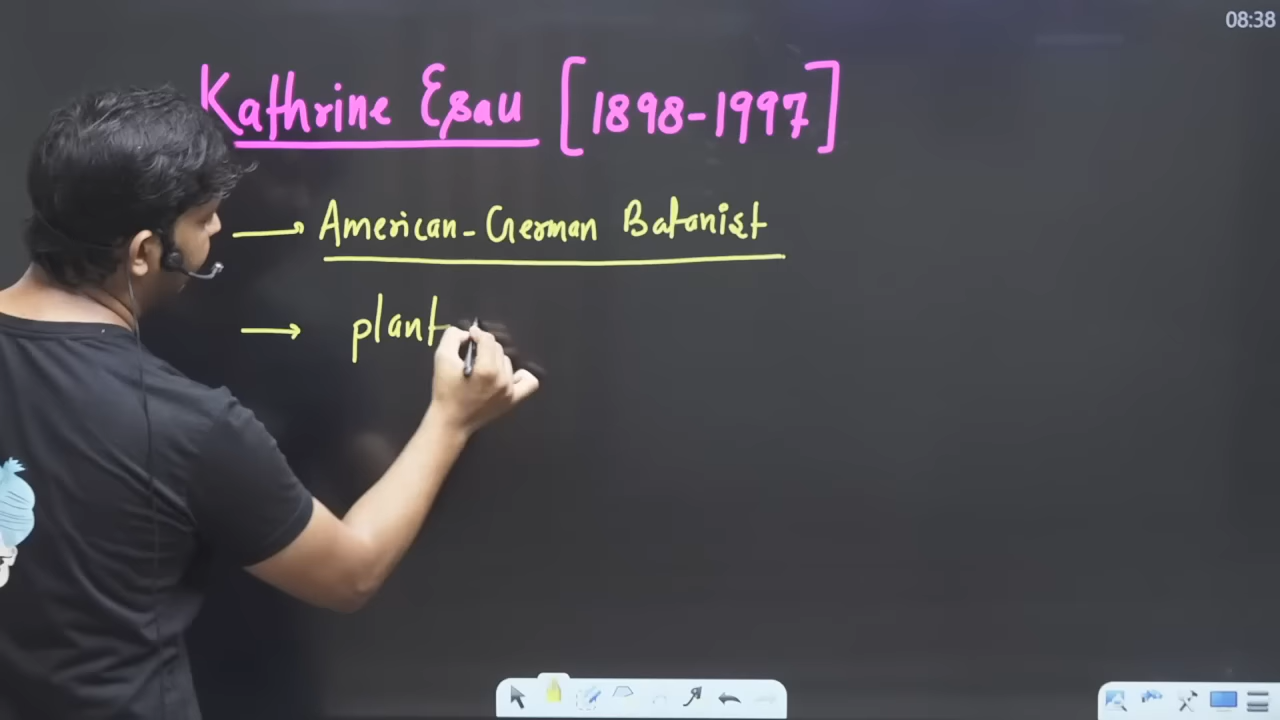 08:38
Kathrine Esau [1898-1997]
→ American-German Botanist
→ plant